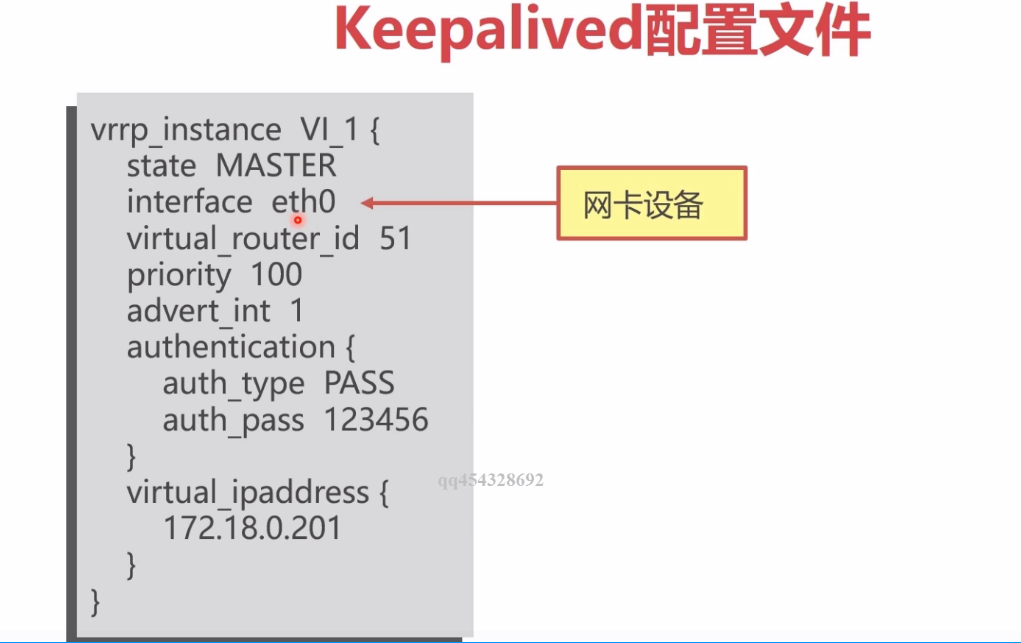 Keepalived配置文件
vrrp_instance VI_1 {
state MASTER
interface eth0
网卡设备
virtual_router_id 51
priority 100
advert_int 1
authentication {
auth_type PASS
auth_pass 123456
}
qq454328692
virtual_ipaddress {
172.18.0.201
}
}